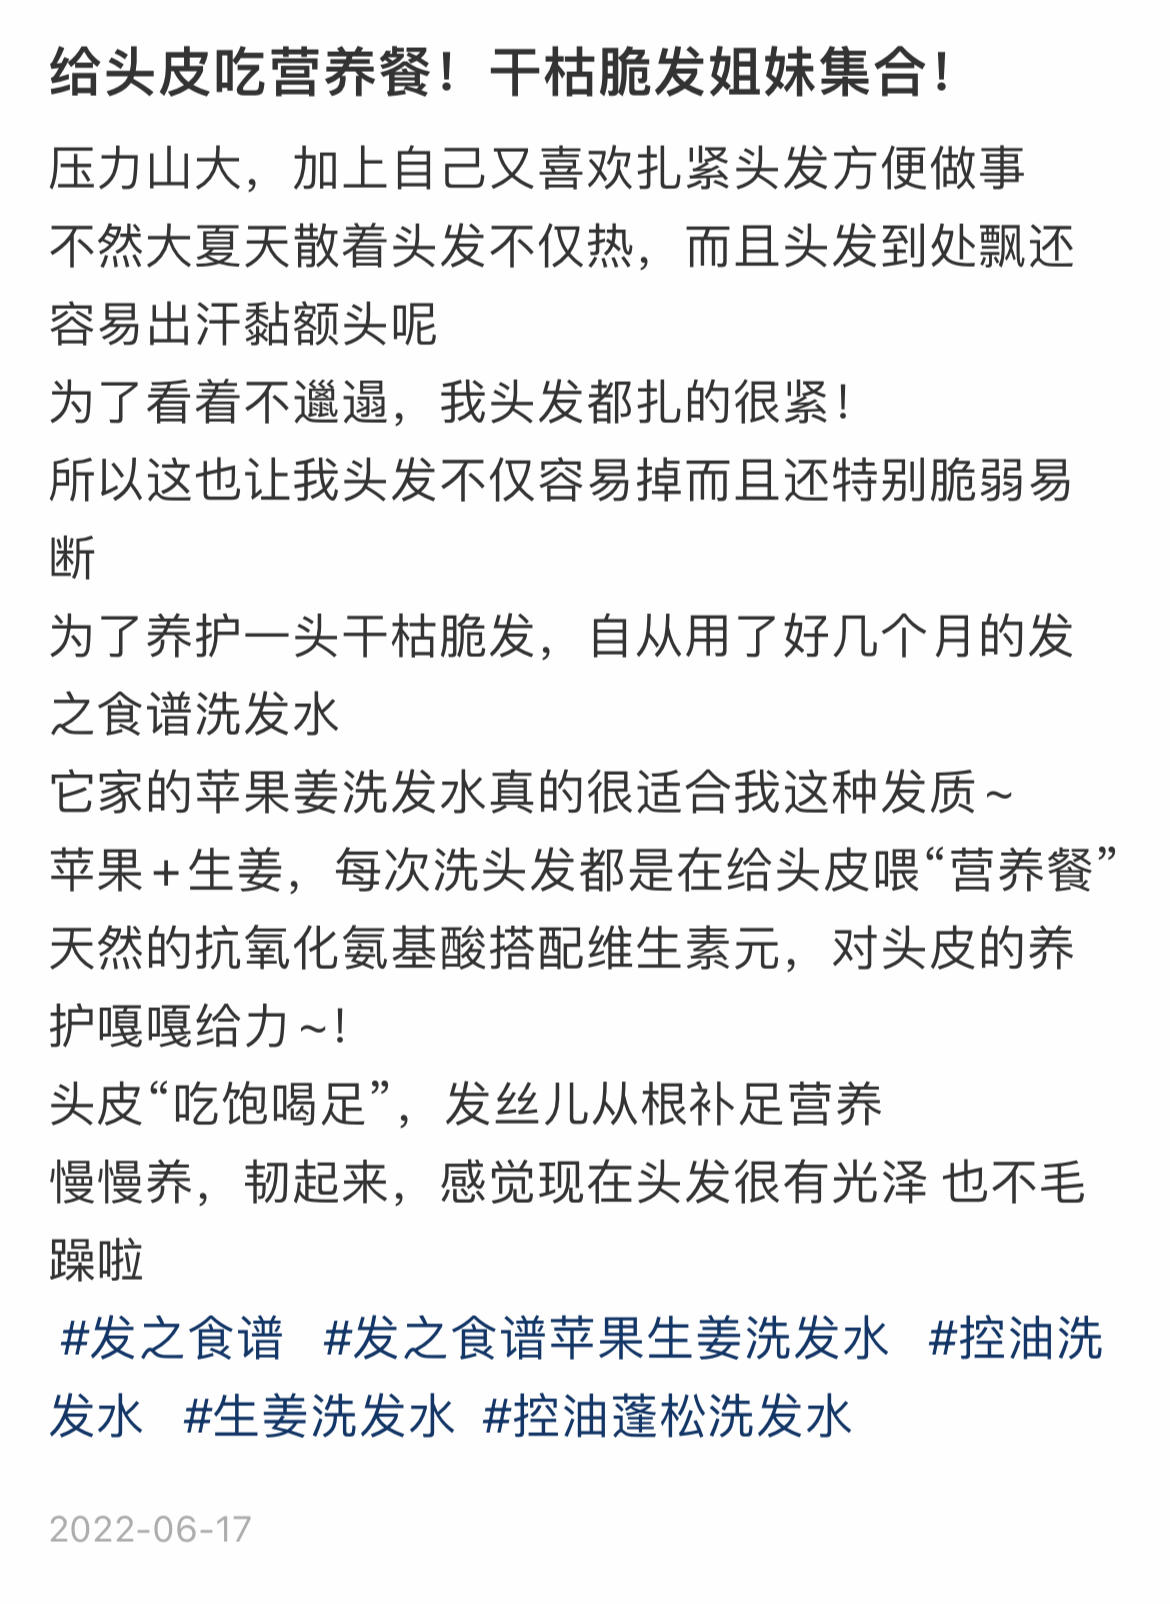 给头皮吃营养餐！干枯脆发姐妹集合！
压力山大，加上自己又喜欢扎紧头发方便做事
不然大夏天散着头发不仅热，而且头发到处飘还
容易出汗黏额头呢
为了看着不邋遢，我头发都扎的很紧！
所以这也让我头发不仅容易掉而且还特别脆弱易
断
为了养护一头干枯脆发，自从用了好几个月的发
之食谱洗发水
它家的苹果姜洗发水真的很适合我这种发质~
苹果+生姜，每次洗头发都是在给头皮喂“营养餐”
天然的抗氧化氨基酸搭配维生素元，对头皮的养
护嘎嘎给力~！
头皮“吃饱喝足”，发丝儿从根补足营养
慢慢养，韧起来，感觉现在头发很有光泽 也不毛
躁啦
#发之食谱 #发之食谱苹果生姜洗发水 #控油洗
发水 #生姜洗发水 #控油蓬松洗发水
2022-06-17